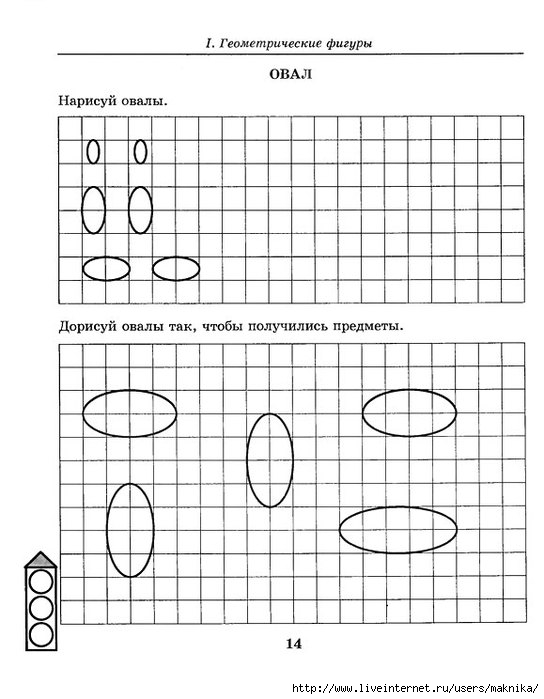 I. Геометрические фигуры
ОВАЛ
Нарисуй овалы.
Дорисуй овалы так, чтобы получились предметы.
14
http://www.liveinternet.ru/users/maknika/